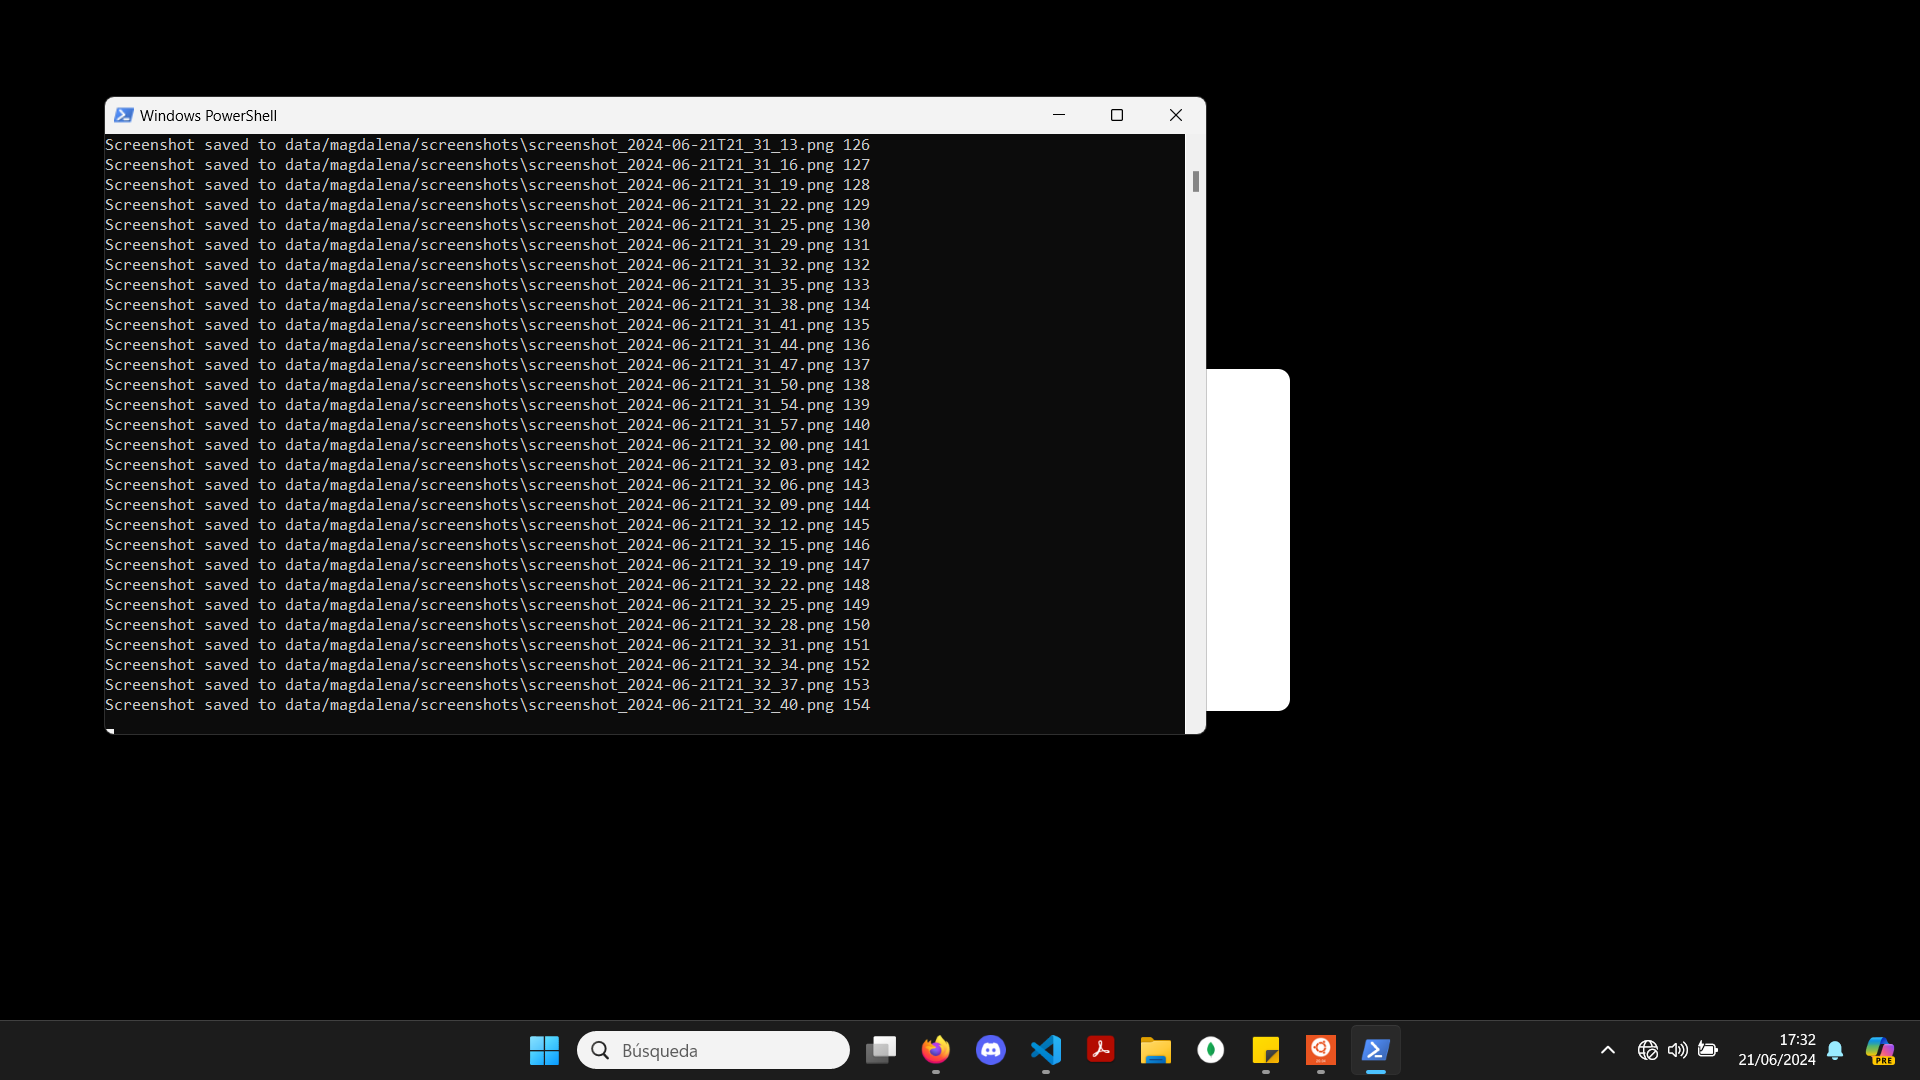 Windows PowerShell
Screenshot saved to data/magdalena/screenshots\screenshot_2024-06-21T21_31_13.png 126
Screenshot saved to data/magdalena/screenshots\screenshot_2024-06-21T21_31_16.png 127
Screenshot saved to data/magdalena/screenshots\screenshot_2024-06-21T21_31_19.png 128
Screenshot saved to data/magdalena/screenshots\screenshot_2024-06-21T21_31_22.png 129
Screenshot saved to data/magdalena/screenshots\screenshot_2024-06-21T21_31_25.png 130
Screenshot saved to data/magdalena/screenshots\screenshot_2024-06-21T21_31_29.png 131
Screenshot saved to data/magdalena/screenshots\screenshot_2024-06-21T21_31_32.png 132
Screenshot saved to data/magdalena/screenshots\screenshot_2024-06-21T21_31_35.png 133
Screenshot saved to data/magdalena/screenshots\screenshot_2024-06-21T21_31_38.png 134
Screenshot saved to data/magdalena/screenshots\screenshot_2024-06-21T21_31_41.png 135
Screenshot saved to data/magdalena/screenshots\screenshot_2024-06-21T21_31_44.png 136
Screenshot saved to data/magdalena/screenshots\screenshot_2024-06-21T21_31_47.png 137
Screenshot saved to data/magdalena/screenshots\screenshot_2024-06-21T21_31_50.png 138
Screenshot saved to data/magdalena/screenshots\screenshot_2024-06-21T21_31_54.png 139
Screenshot saved to data/magdalena/screenshots\screenshot_2024-06-21T21_31_57.png 140
Screenshot saved to data/magdalena/screenshots\screenshot_2024-06-21T21_32_00.png 141
Screenshot saved to data/magdalena/screenshots\screenshot_2024-06-21T21_32_03.png 142
Screenshot saved to data/magdalena/screenshots\screenshot_2024-06-21T21_32_06.png 143
Screenshot saved to data/magdalena/screenshots\screenshot_2024-06-21T21_32_09.png 144
Screenshot saved to data/magdalena/screenshots\screenshot_2024-06-21T21_32_12.png 145
Screenshot saved to data/magdalena/screenshots\screenshot_2024-06-21T21_32_15.png 146
Screenshot saved to data/magdalena/screenshots\screenshot_2024-06-21T21_32_19.png 147
Screenshot saved to data/magdalena/screenshots\screenshot_2024-06-21T21_32_22.png 148
Screenshot saved to data/magdalena/screenshots\screenshot_2024-06-21T21_32_25.png 149
Screenshot saved to data/magdalena/screenshots\screenshot_2024-06-21T21_32_28.png 150
Screenshot saved to data/magdalena/screenshots\screenshot_2024-06-21T21_32_31.png 151
Screenshot saved to data/magdalena/screenshots\screenshot_2024-06-21T21_32_34.png 152
Screenshot saved to data/magdalena/screenshots\screenshot_2024-06-21T21_32_37.png 153
Screenshot saved to data/magdalena/screenshots\screenshot_2024-06-21T21_32_40.png 154
Búsqueda
17:32
21/06/2024
PRE